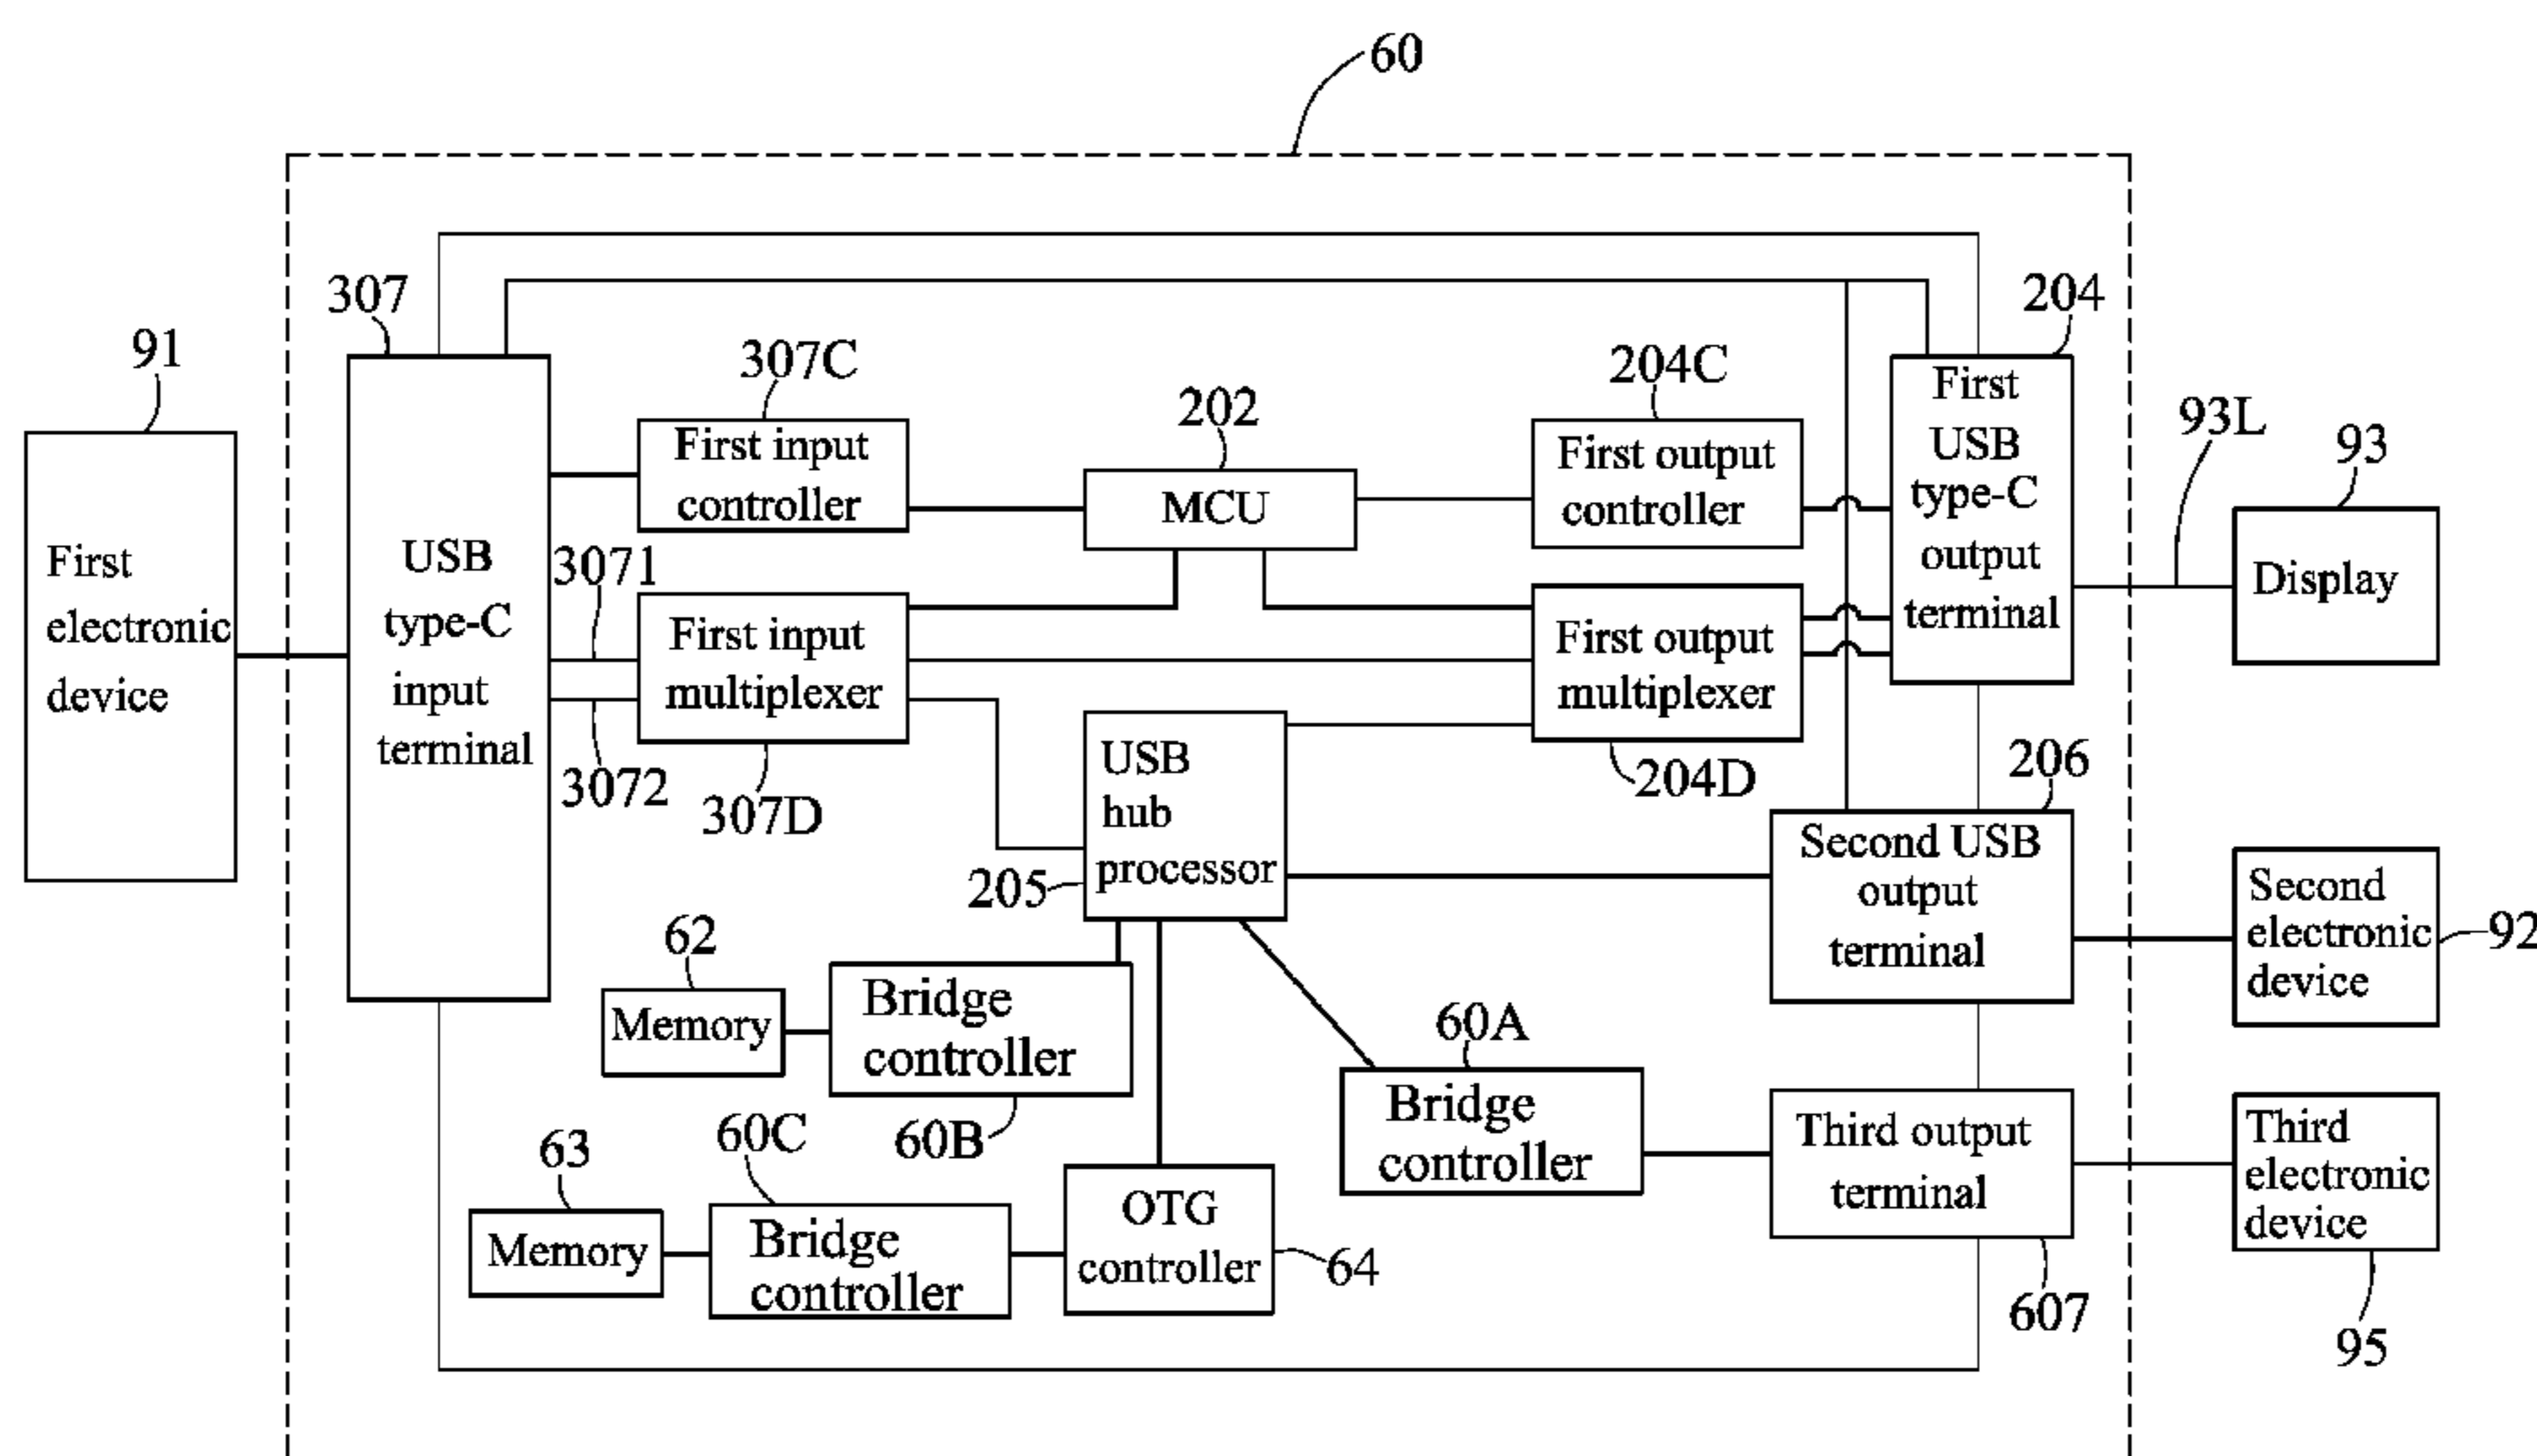 60
307
204
91
307C
204C
202
93L
93
First
electronic
device
USB
type-C
input
terminal
First input
controller
MCU
First output
controller
First
USB
type-C
output
terminal
Display
3071
3072
First input
multiplexer
307D
First output
multiplexer
204D
USB
hub
processor
205
206
Second USB
output
terminal
Second
electronic
device
92
62
Memory
Bridge
controller
60B
60A
Bridge
controller
Third output
terminal
607
Third
electronic
device
95
63
Memory
60C
Bridge
controller
OTG
controller
64